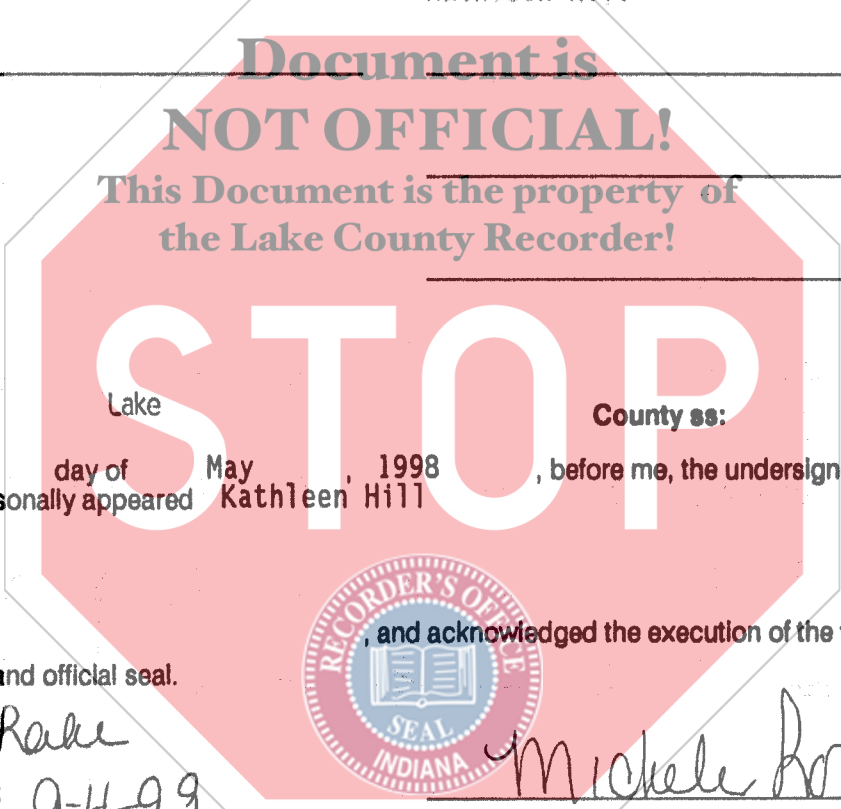 Document is
NOT OFFICIAL!
This Document is the property of
the Lake County Recorder!
STOP
Lake County ss:
day of May , 1998 , before me, the undersign
sonally appeared Kathleen Hill
, and acknowledged the execution of the
and official seal.
RECORDER'S OFFICE
SEAL
INDIANA
Michele